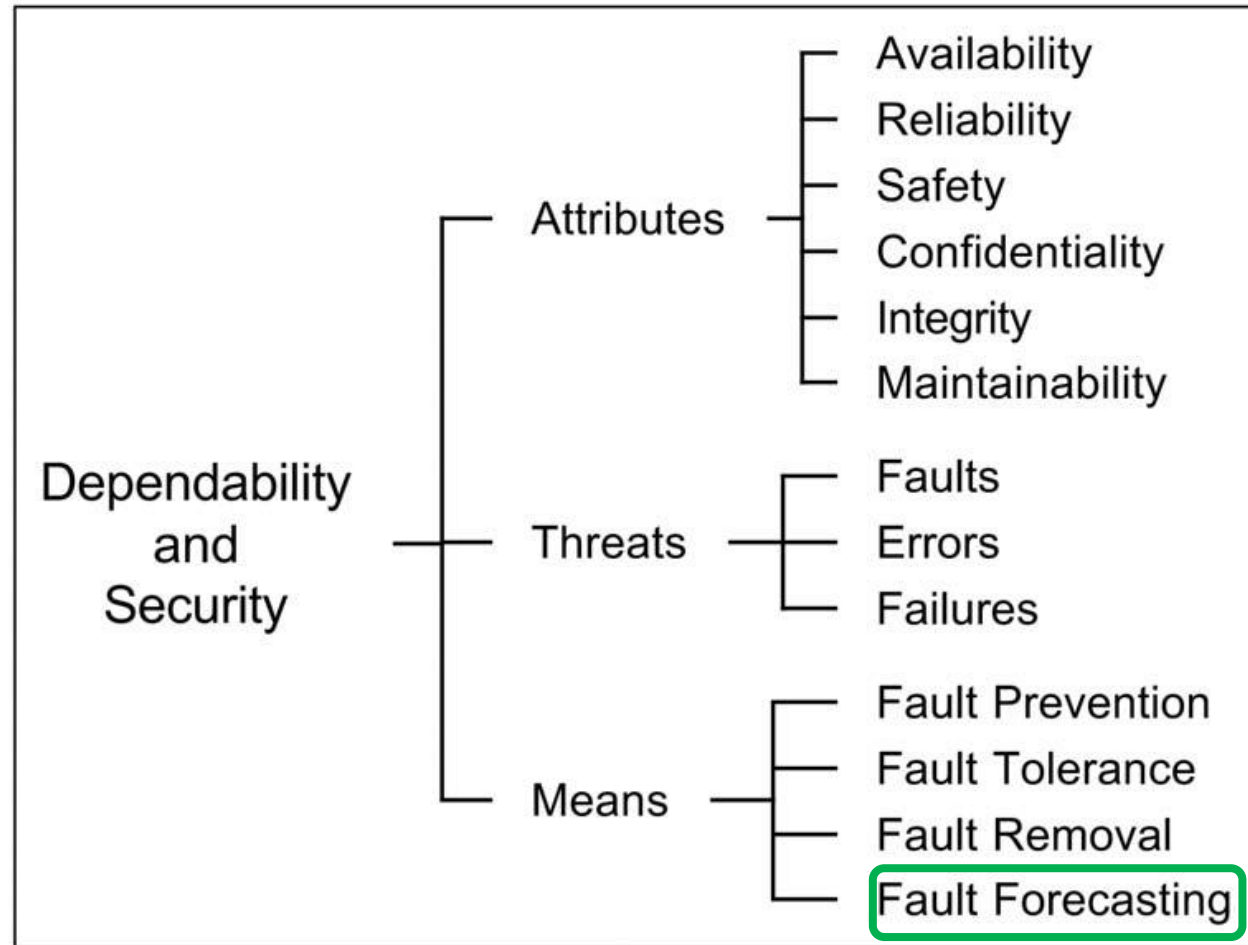 Dependability
and
Security
Attributes
Availability
Reliability
Safety
Confidentiality
Integrity
Maintainability
Threats
Faults
Errors
Failures
Means
Fault Prevention
Fault Tolerance
Fault Removal
Fault Forecasting